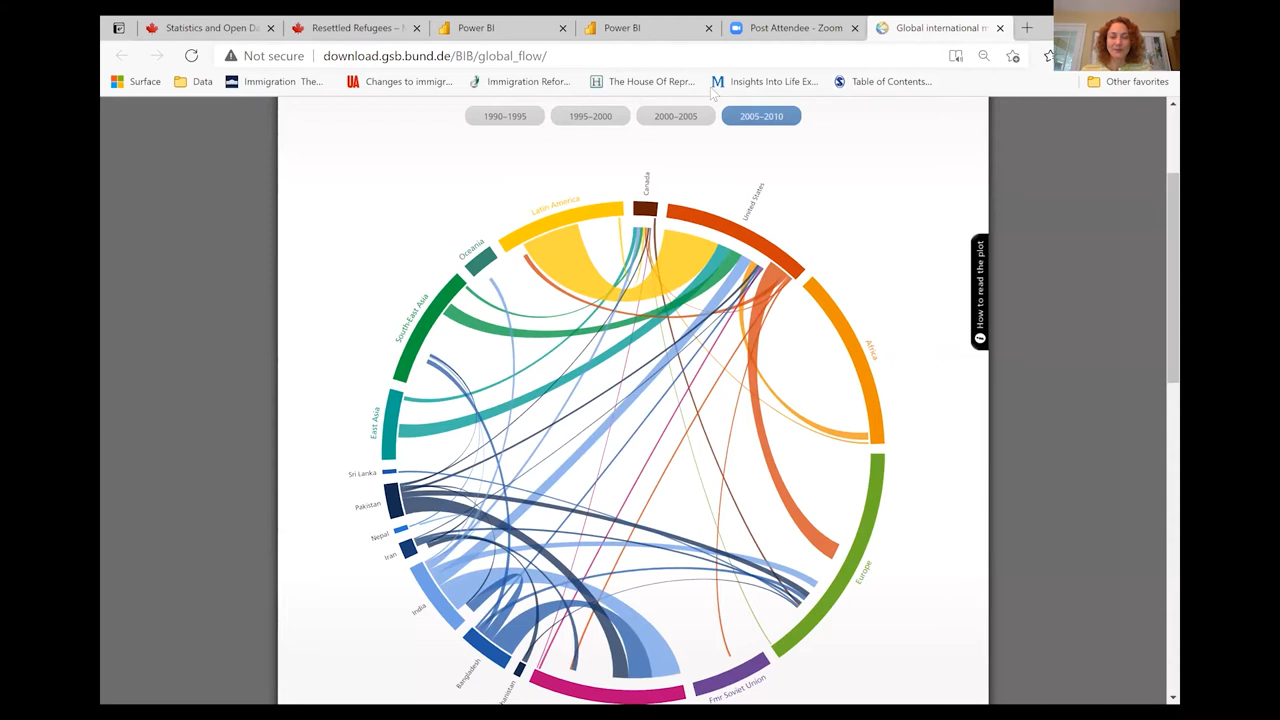 Statistics and Open Da
Resettled Refugees – N
Power BI
Power BI
Post Attendee - Zoom
Global international m
Not secure
download.gsb.bund.de/BIB/global_flow/
Surface
Data
Immigration The...
Changes to immigr...
Immigration Refor...
The House Of Repr...
Insights Into Life Ex...
Table of Contents...
Other favorites
1990–1995
1995–2000
2000–2005
2005–2010
Canada
United States
Latin America
Oceania
South-East Asia
Africa
How to read the plot
East Asia
Sri Lanka
Pakistan
Nepal
Iran
India
Europe
Bangladesh
hanistan
Fmr Soviet Union